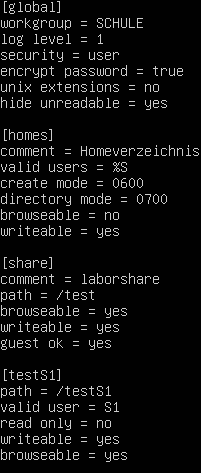 [global]
workgroup = SCHULE
log level = 1
security = user
encrypt password = true
unix extensions = no
hide unreadable = yes

[homes]
comment = Homeverzeichnis
valid users = %S
create mode = 0600
directory mode = 0700
browseable = no
writeable = yes

[share]
comment = laborshare
path = /test
browseable = yes
writeable = yes
guest ok = yes

[testS1]
path = /testS1
valid user = S1
read only = no
writeable = yes
browseable = yes